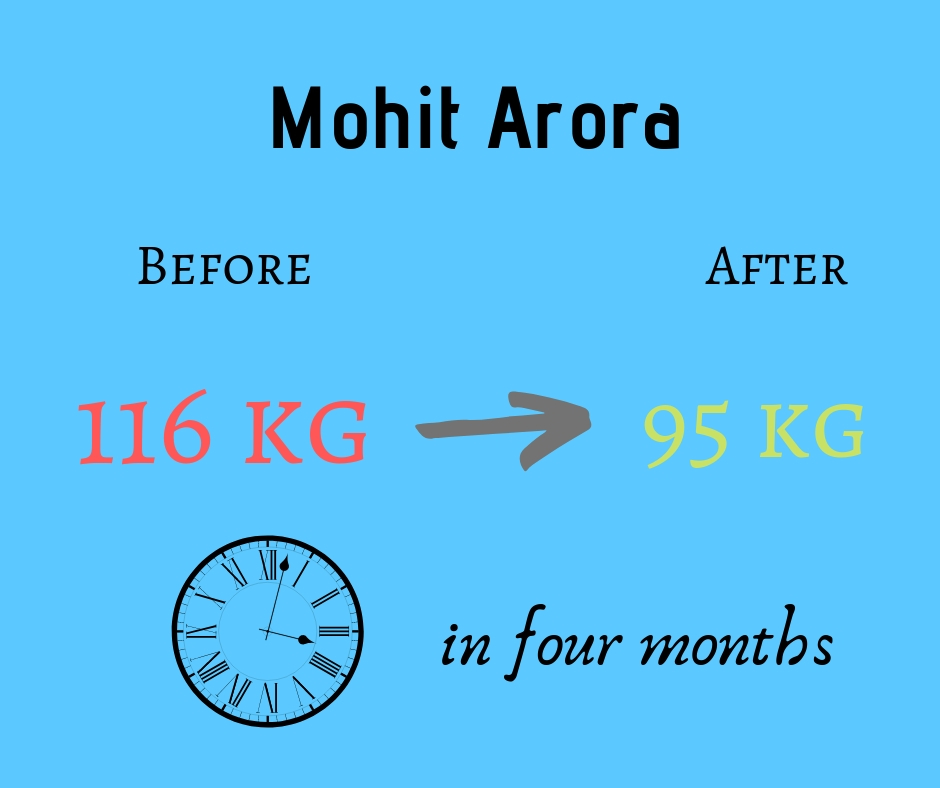 Mohit Arora
Before After
116 KG 95 KG
XII I II III IIII V VI VII VIII IX X XI
in four months